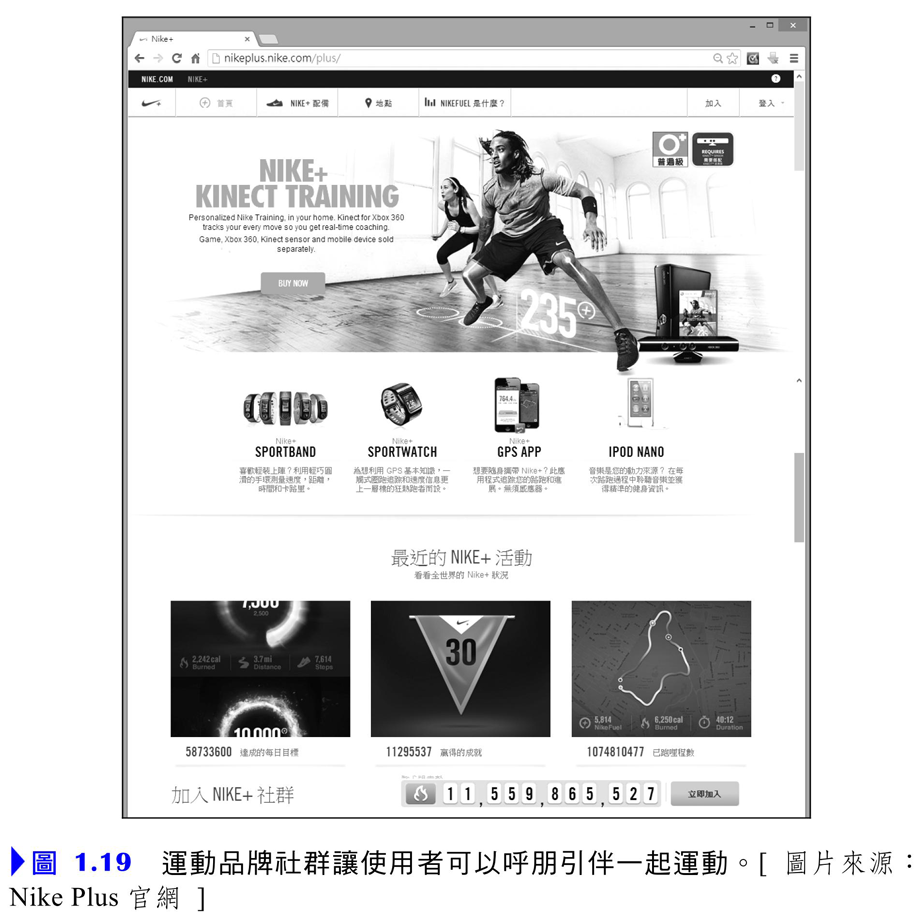 Nike+
nikeplus.nike.com/plus/
NIKE.COM NIKE+
首頁 NIKE+ 配備 地點 NIKEFUEL 是什麼？ 加入 登入
NIKE+
KINECT TRAINING
Personalized Nike Training, in your home. Kinect for Xbox 360
tracks your every move so you get real-time coaching.
Game, Xbox 360, Kinect sensor and mobile device sold
separately.
BUY NOW
普遍級
REQUIRES
需要搭配
235
Nike+
SPORTBAND
喜歡輕裝上陣？利用輕巧圓
滑的手環測量速度，距離，
時間和卡路里。
Nike+
SPORTWATCH
為想利用 GPS 基本知識，一
觸式圈跑追蹤和速度信息更
上一層樓的狂熱跑者而設。
Nike+
GPS APP
想要隨身攜帶 Nike+？此應
用程式追蹤您的路跑和進
展。無須感應器。
IPOD NANO
音樂是您的動力來源？ 在每
次路跑過程中聆聽音樂並獲
得精準的健身資訊。
最近的 NIKE+ 活動
看看全世界的 Nike+ 狀況
7,500
2,500
2,242cal Burned 3.7mi Distance 7,614 Steps
10,000
30
5,814 NikeFuel 6,250cal Burned 40:12 Duration
58733600 達成的每日目標
11295537 贏得的成就
1074810477 已跑哩程數
加入 NIKE+ 社群
11,559,865,527
立即加入
圖 1.19 運動品牌社群讓使用者可以呼朋引伴一起運動。[ 圖片來源：
Nike Plus 官網 ]